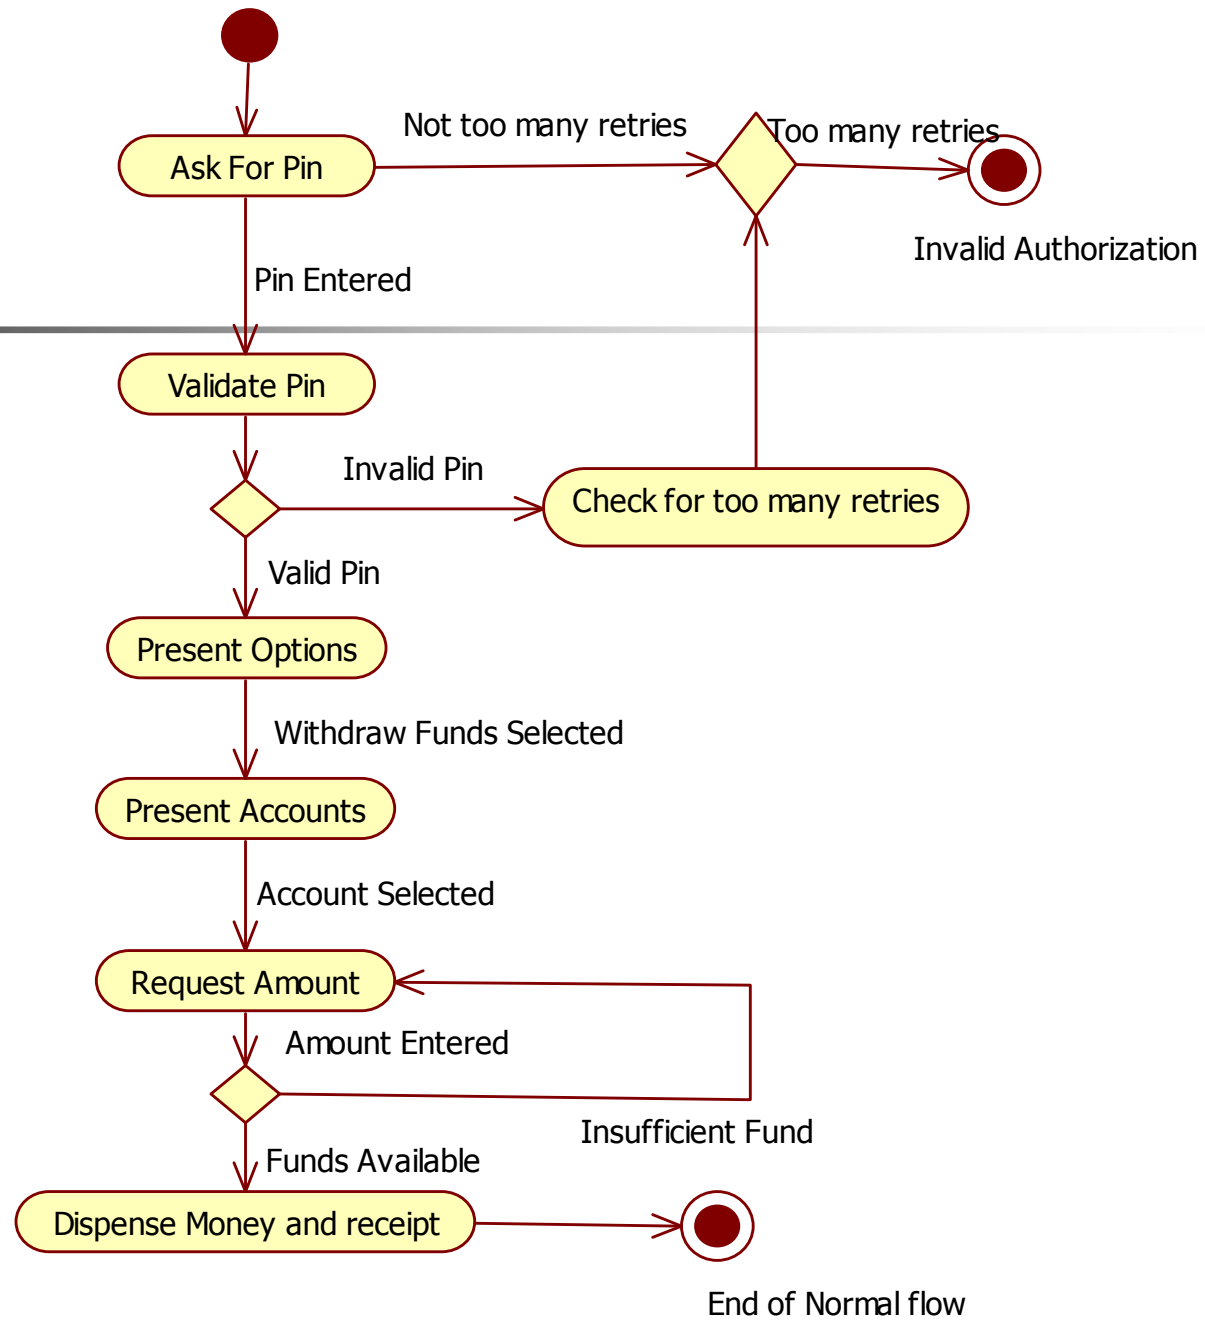 Not too many retries
Too many retries
Ask For Pin
Invalid Authorization
Pin Entered
Validate Pin
Invalid Pin
Check for too many retries
Valid Pin
Present Options
Withdraw Funds Selected
Present Accounts
Account Selected
Request Amount
Amount Entered
Insufficient Fund
Funds Available
Dispense Money and receipt
End of Normal flow